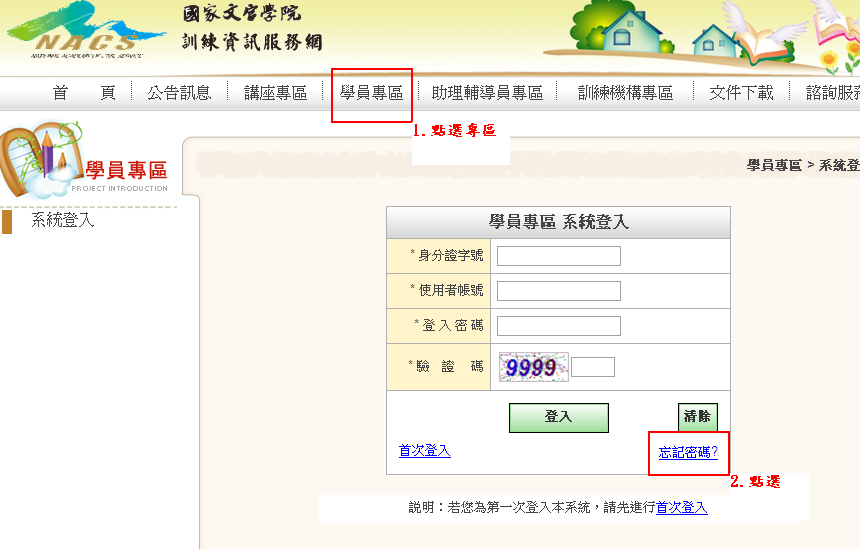 國家文官學院
NACS
訓練資訊服務網
首 頁 公告訊息 講座專區 學員專區 助理輔導員專區 訓練機構專區 文件下載 諮詢服務
1.點選專區
學員專區
PROJECT INTRODUCTION
學員專區 > 系統登
系統登入
學員專區 系統登入
* 身分證字號
* 使用者帳號
* 登入密碼
* 驗 證 碼 9999
登入 清除
首次登入 忘記密碼?
2.點選
說明：若您為第一次登入本系統，請先進行首次登入